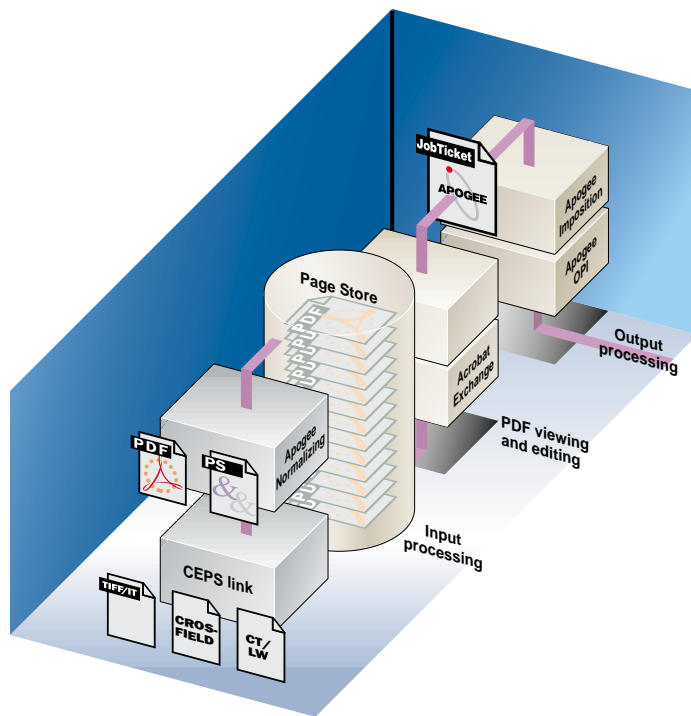 JobTicket
APOGEE
Apogee
Imposition
Apogee
OPI
Page Store
PDF
Output
processing
Acrobat
Exchange
PDF viewing
and editing
Apogee
Normalizing
PDF
PS
&&
Input
processing
CEPS link
TIFF/IT
CROS-
FIELD
CT/
LW